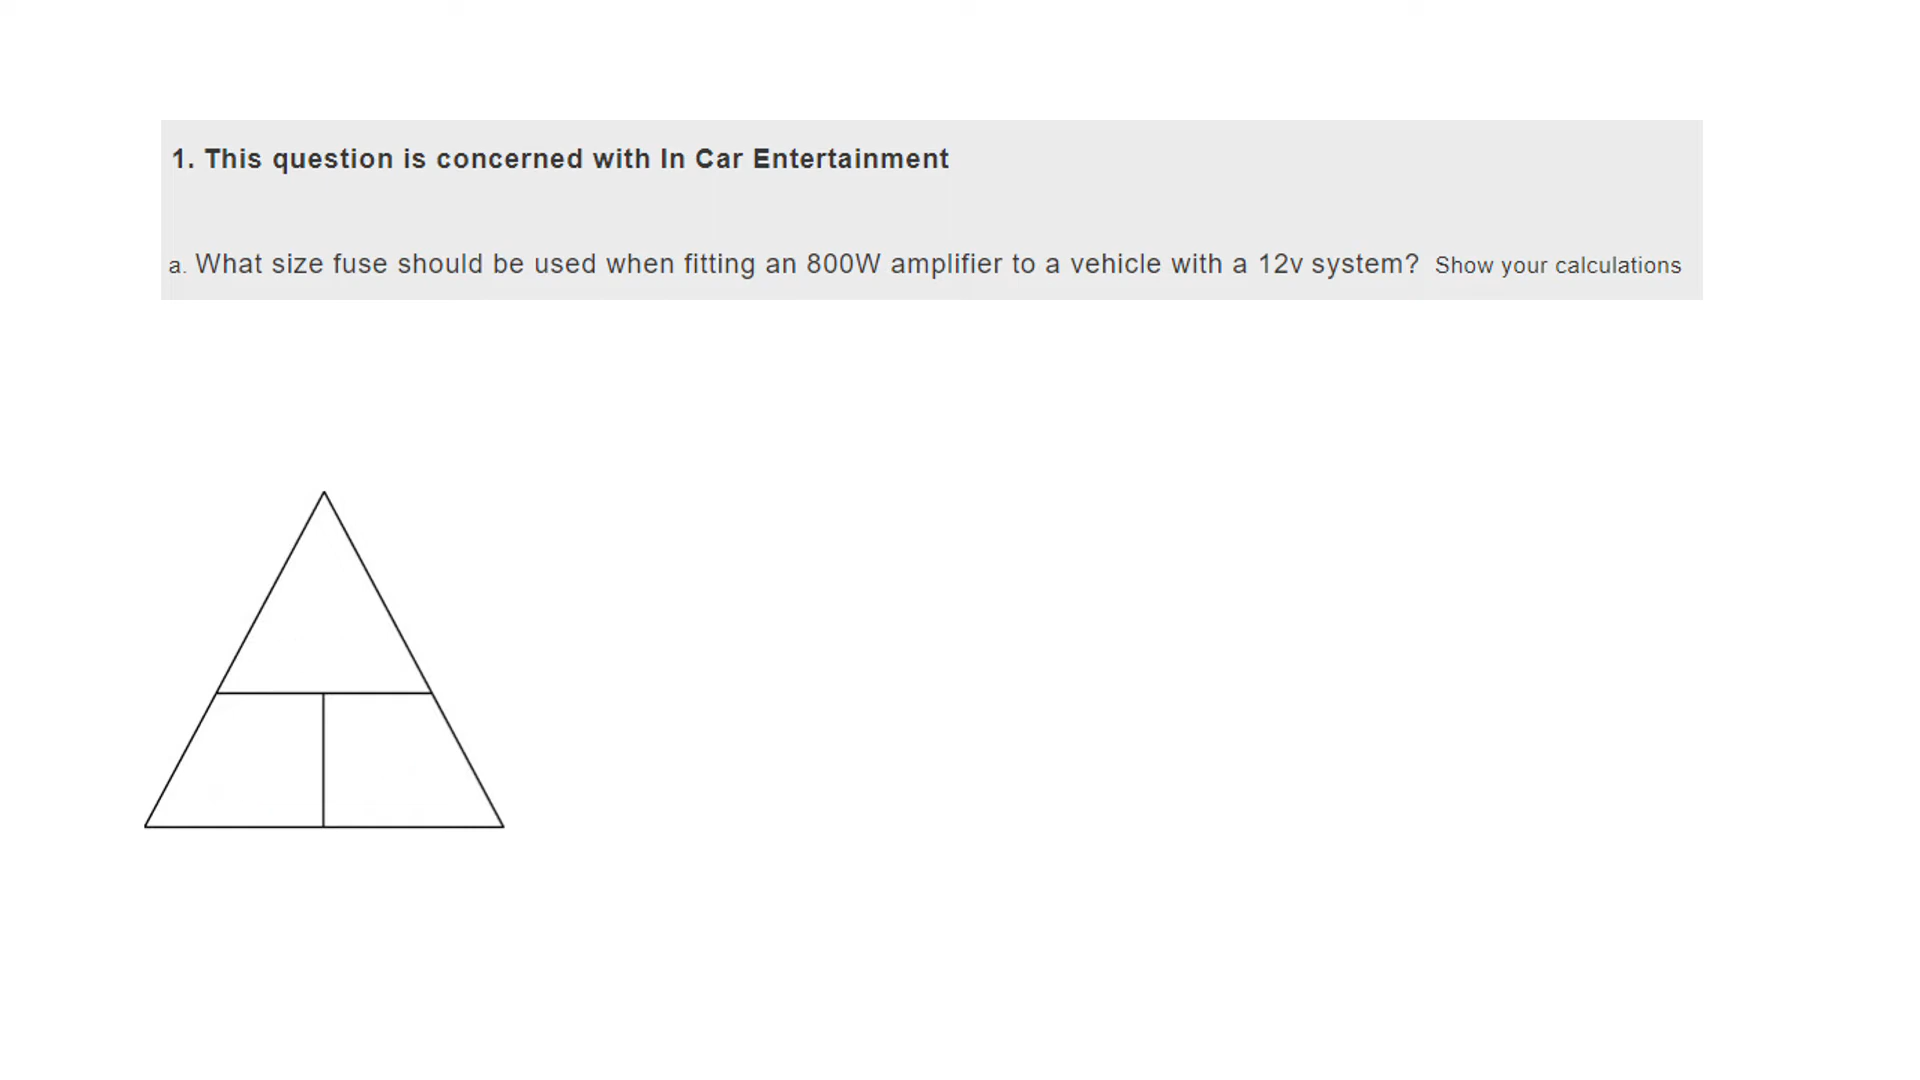 1. This question is concerned with In Car Entertainment
a. What size fuse should be used when fitting an 800W amplifier to a vehicle with a 12v system? Show your calculations